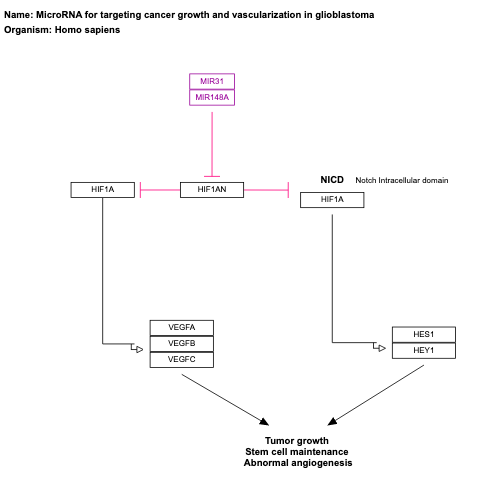 Name: MicroRNA for targeting cancer growth and vascularization in glioblastoma
Organism: Homo sapiens
MIR31
MIR148A
NICD Notch Intracellular domain
HIF1A
HIF1AN
HIF1A
VEGFA
VEGFB
VEGFC
HES1
HEY1
Tumor growth
Stem cell maintenance
Abnormal angiogenesis